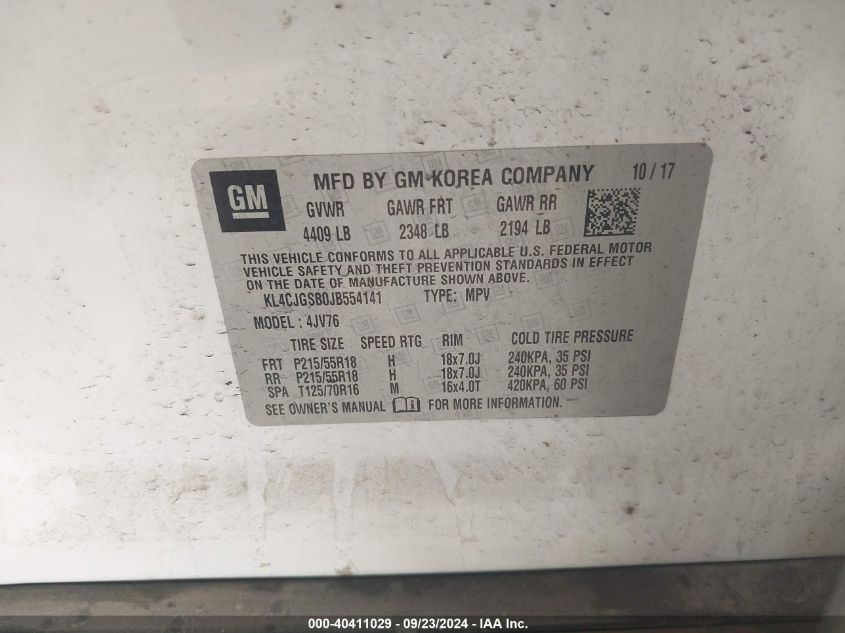 GM
MFD BY GM KOREA COMPANY 10 / 17
GVWR GAWR FRT GAWR RR
4409 LB 2348 LB 2194 LB
THIS VEHICLE CONFORMS TO ALL APPLICABLE U.S. FEDERAL MOTOR
VEHICLE SAFETY AND THEFT PREVENTION STANDARDS IN EFFECT
ON THE DATE OF MANUFACTURE SHOWN ABOVE.
KL4CJGSB0JB554141 TYPE: MPV
MODEL : 4JV76
TIRE SIZE SPEED RTG RIM COLD TIRE PRESSURE
FRT P215/55R18 H 18x7.0J 240KPA, 35 PSI
RR P215/55R18 H 18x7.0J 240KPA, 35 PSI
SPA T125/70R16 M 16x4.0T 420KPA, 60 PSI
SEE OWNER'S MANUAL FOR MORE INFORMATION.
000-40411029 - 09/23/2024 - IAA Inc.